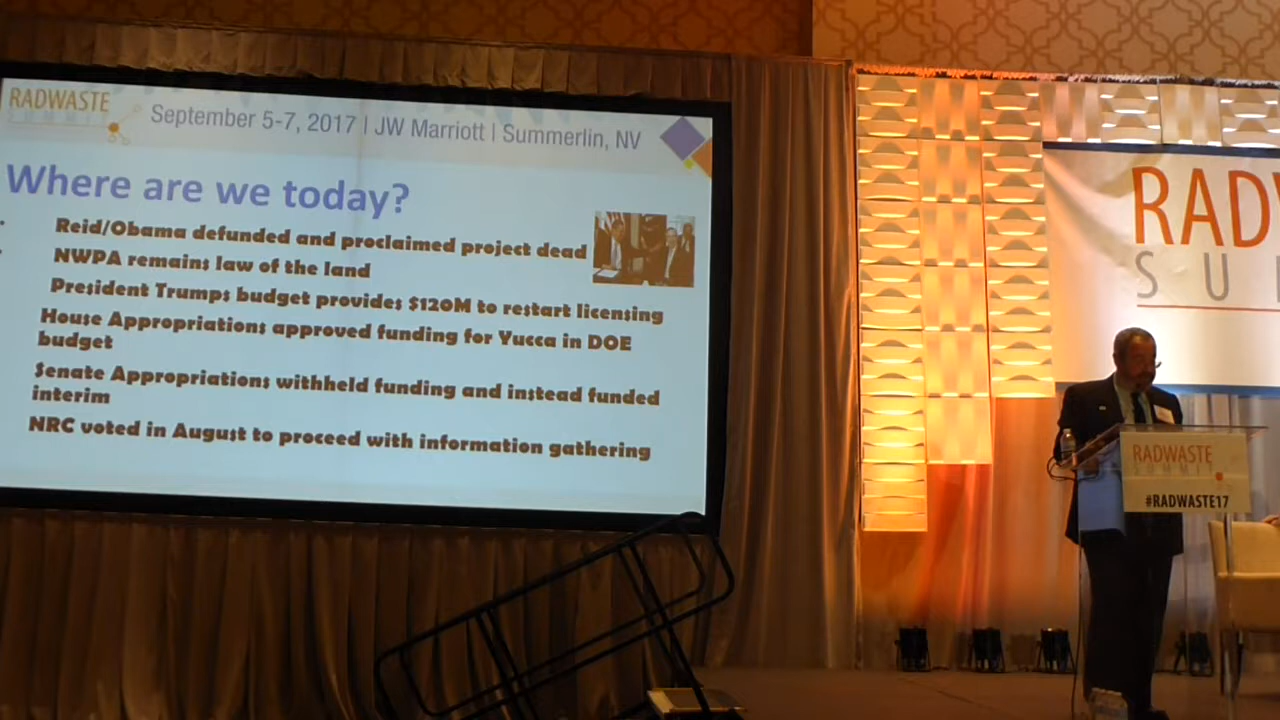 RADWASTE
SUMMIT
September 5-7, 2017 | JW Marriott | Summerlin, NV
Where are we today?
Reid/Obama defunded and proclaimed project dead
NWPA remains law of the land
President Trumps budget provides $120M to restart licensing
House Appropriations approved funding for Yucca in DOE
budget
Senate Appropriations withheld funding and instead funded
interim
NRC voted in August to proceed with information gathering
RADW
SU
RADWASTE
SUMMIT
#RADWASTE17